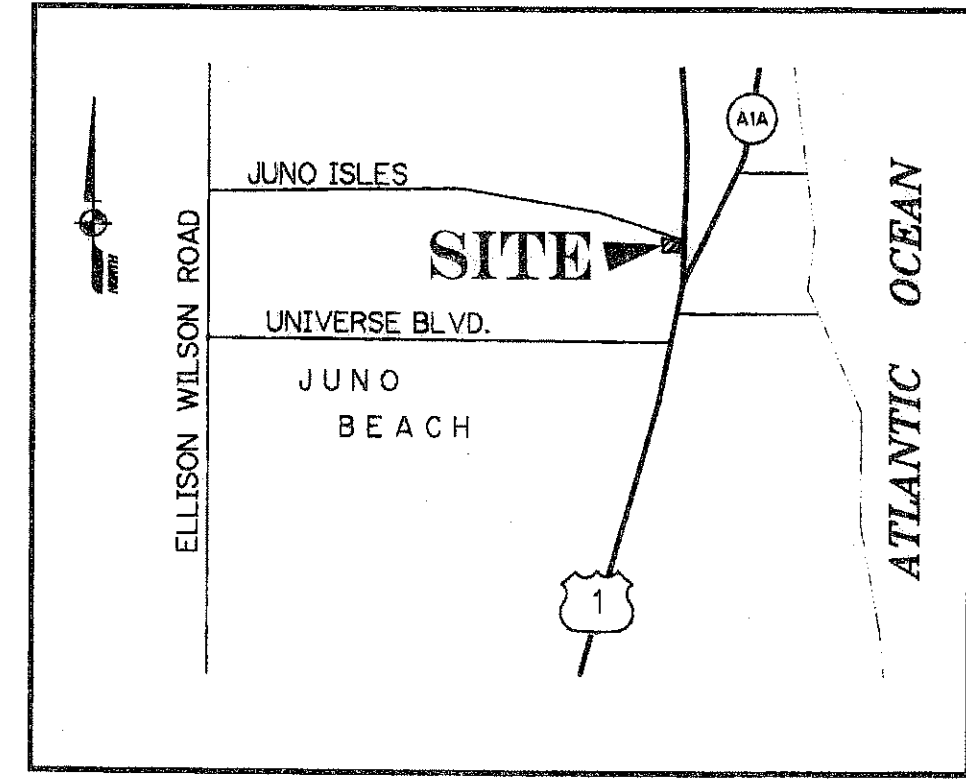 A1A
JUNO ISLES
SITE
NORTH
UNIVERSE BLVD.
JUNO
BEACH
ELLISON WILSON ROAD
ATLANTIC OCEAN
1